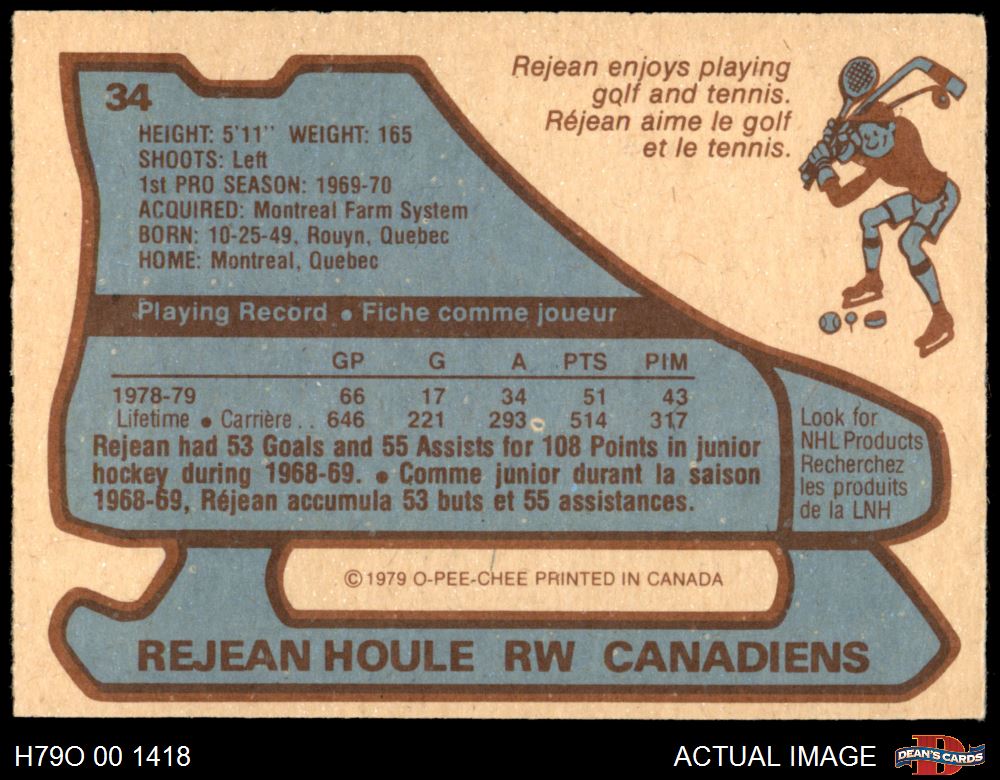 Rejean enjoys playing
golf and tennis.
Réjean aime le golf
et le tennis.
34
HEIGHT: 5'11'' WEIGHT: 165
SHOOTS: Left
1st PRO SEASON: 1969-70
ACQUIRED: Montreal Farm System
BORN: 10-25-49, Rouyn, Quebec
HOME: Montreal, Quebec
Playing Record • Fiche comme joueur
GP G A PTS PIM
1978-79 66 17 34 51 43
Lifetime • Carrière . . 646 221 293 514 317
Rejean had 53 Goals and 55 Assists for 108 Points in junior
hockey during 1968-69. • Comme junior durant la saison
1968-69, Réjean accumula 53 buts et 55 assistances.
Look for
NHL Products
Recherchez
les produits
de la LNH
© 1979 O-PEE-CHEE PRINTED IN CANADA
REJEAN HOULE RW CANADIENS
H79O 00 1418
ACTUAL IMAGE
DEAN'S CARDS